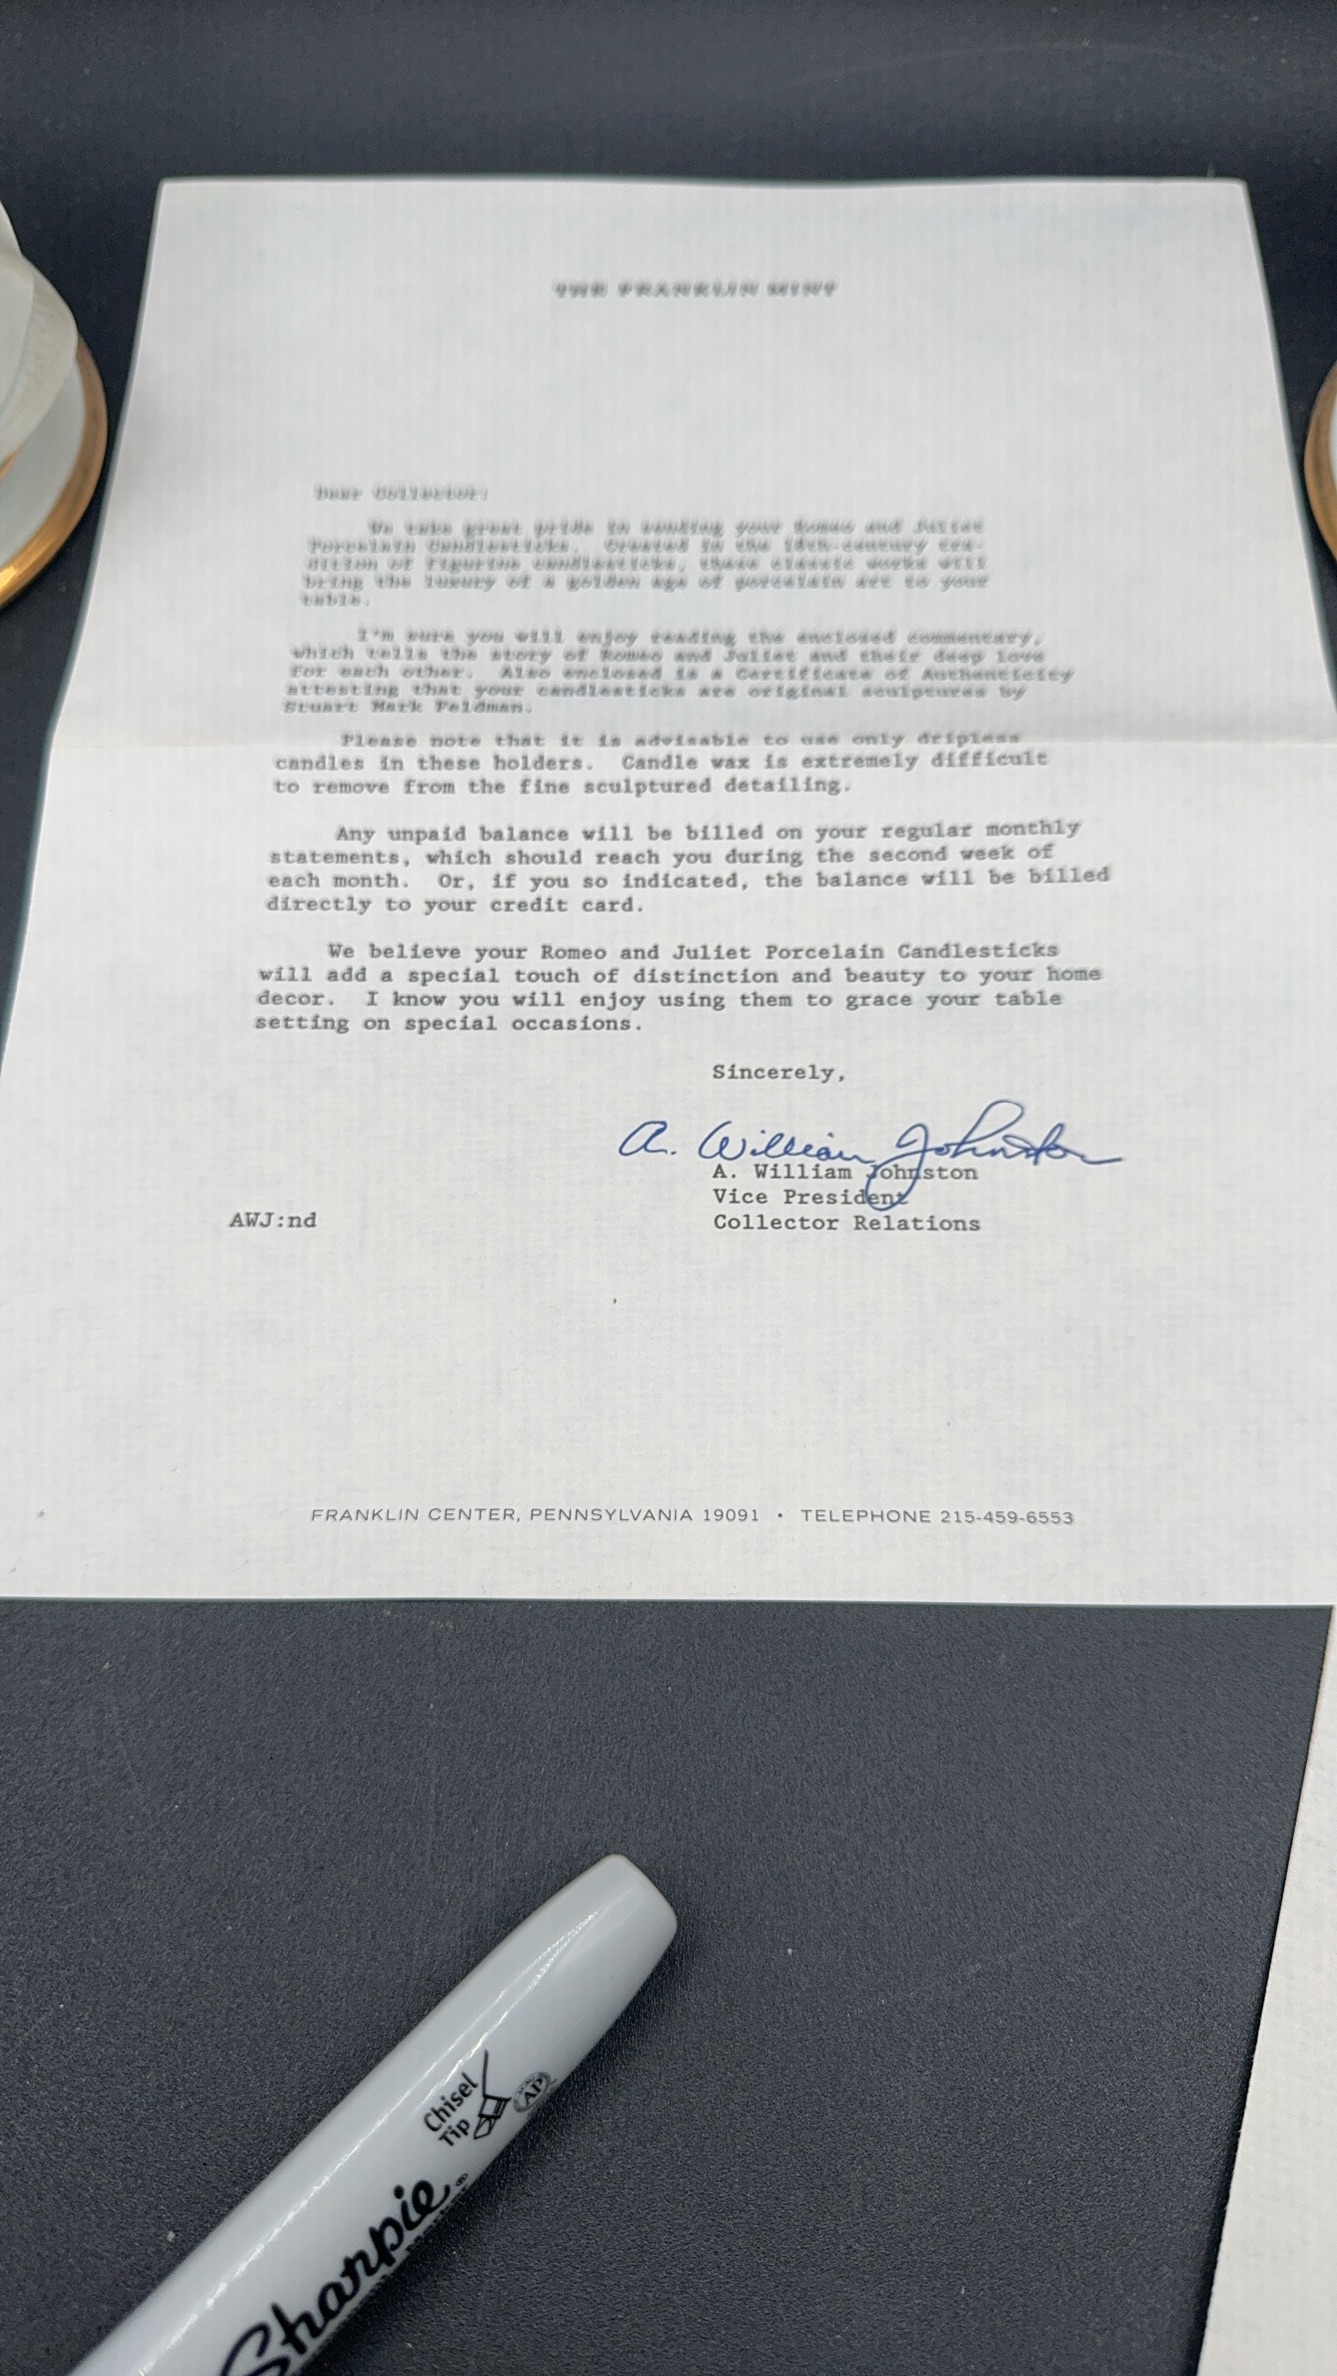 THE FRANKLIN MINT
Dear Collector:
We take great pride in sending your Romeo and Juliet
Porcelain Candlesticks. Created in the 18th-century tra-
dition of figurine candlesticks, these classic works will
bring the luxury of a golden age of porcelain art to your
table.
I'm sure you will enjoy reading the enclosed commentary,
which tells the story of Romeo and Juliet and their deep love
for each other. Also enclosed is a Certificate of Authenticity
attesting that your candlesticks are original sculptures by
Stuart Mark Feldman.
Please note that it is advisable to use only dripless
candles in these holders. Candle wax is extremely difficult
to remove from the fine sculptured detailing.
Any unpaid balance will be billed on your regular monthly
statements, which should reach you during the second week of
each month. Or, if you so indicated, the balance will be billed
directly to your credit card.
We believe your Romeo and Juliet Porcelain Candlesticks
will add a special touch of distinction and beauty to your home
decor. I know you will enjoy using them to grace your table
setting on special occasions.
Sincerely,
A. William Johnston
A. William Johnston
Vice President
AWJ:nd Collector Relations
FRANKLIN CENTER, PENNSYLVANIA 19091 • TELEPHONE 215-459-6553
Chisel
Tip
AP
Sharpie®